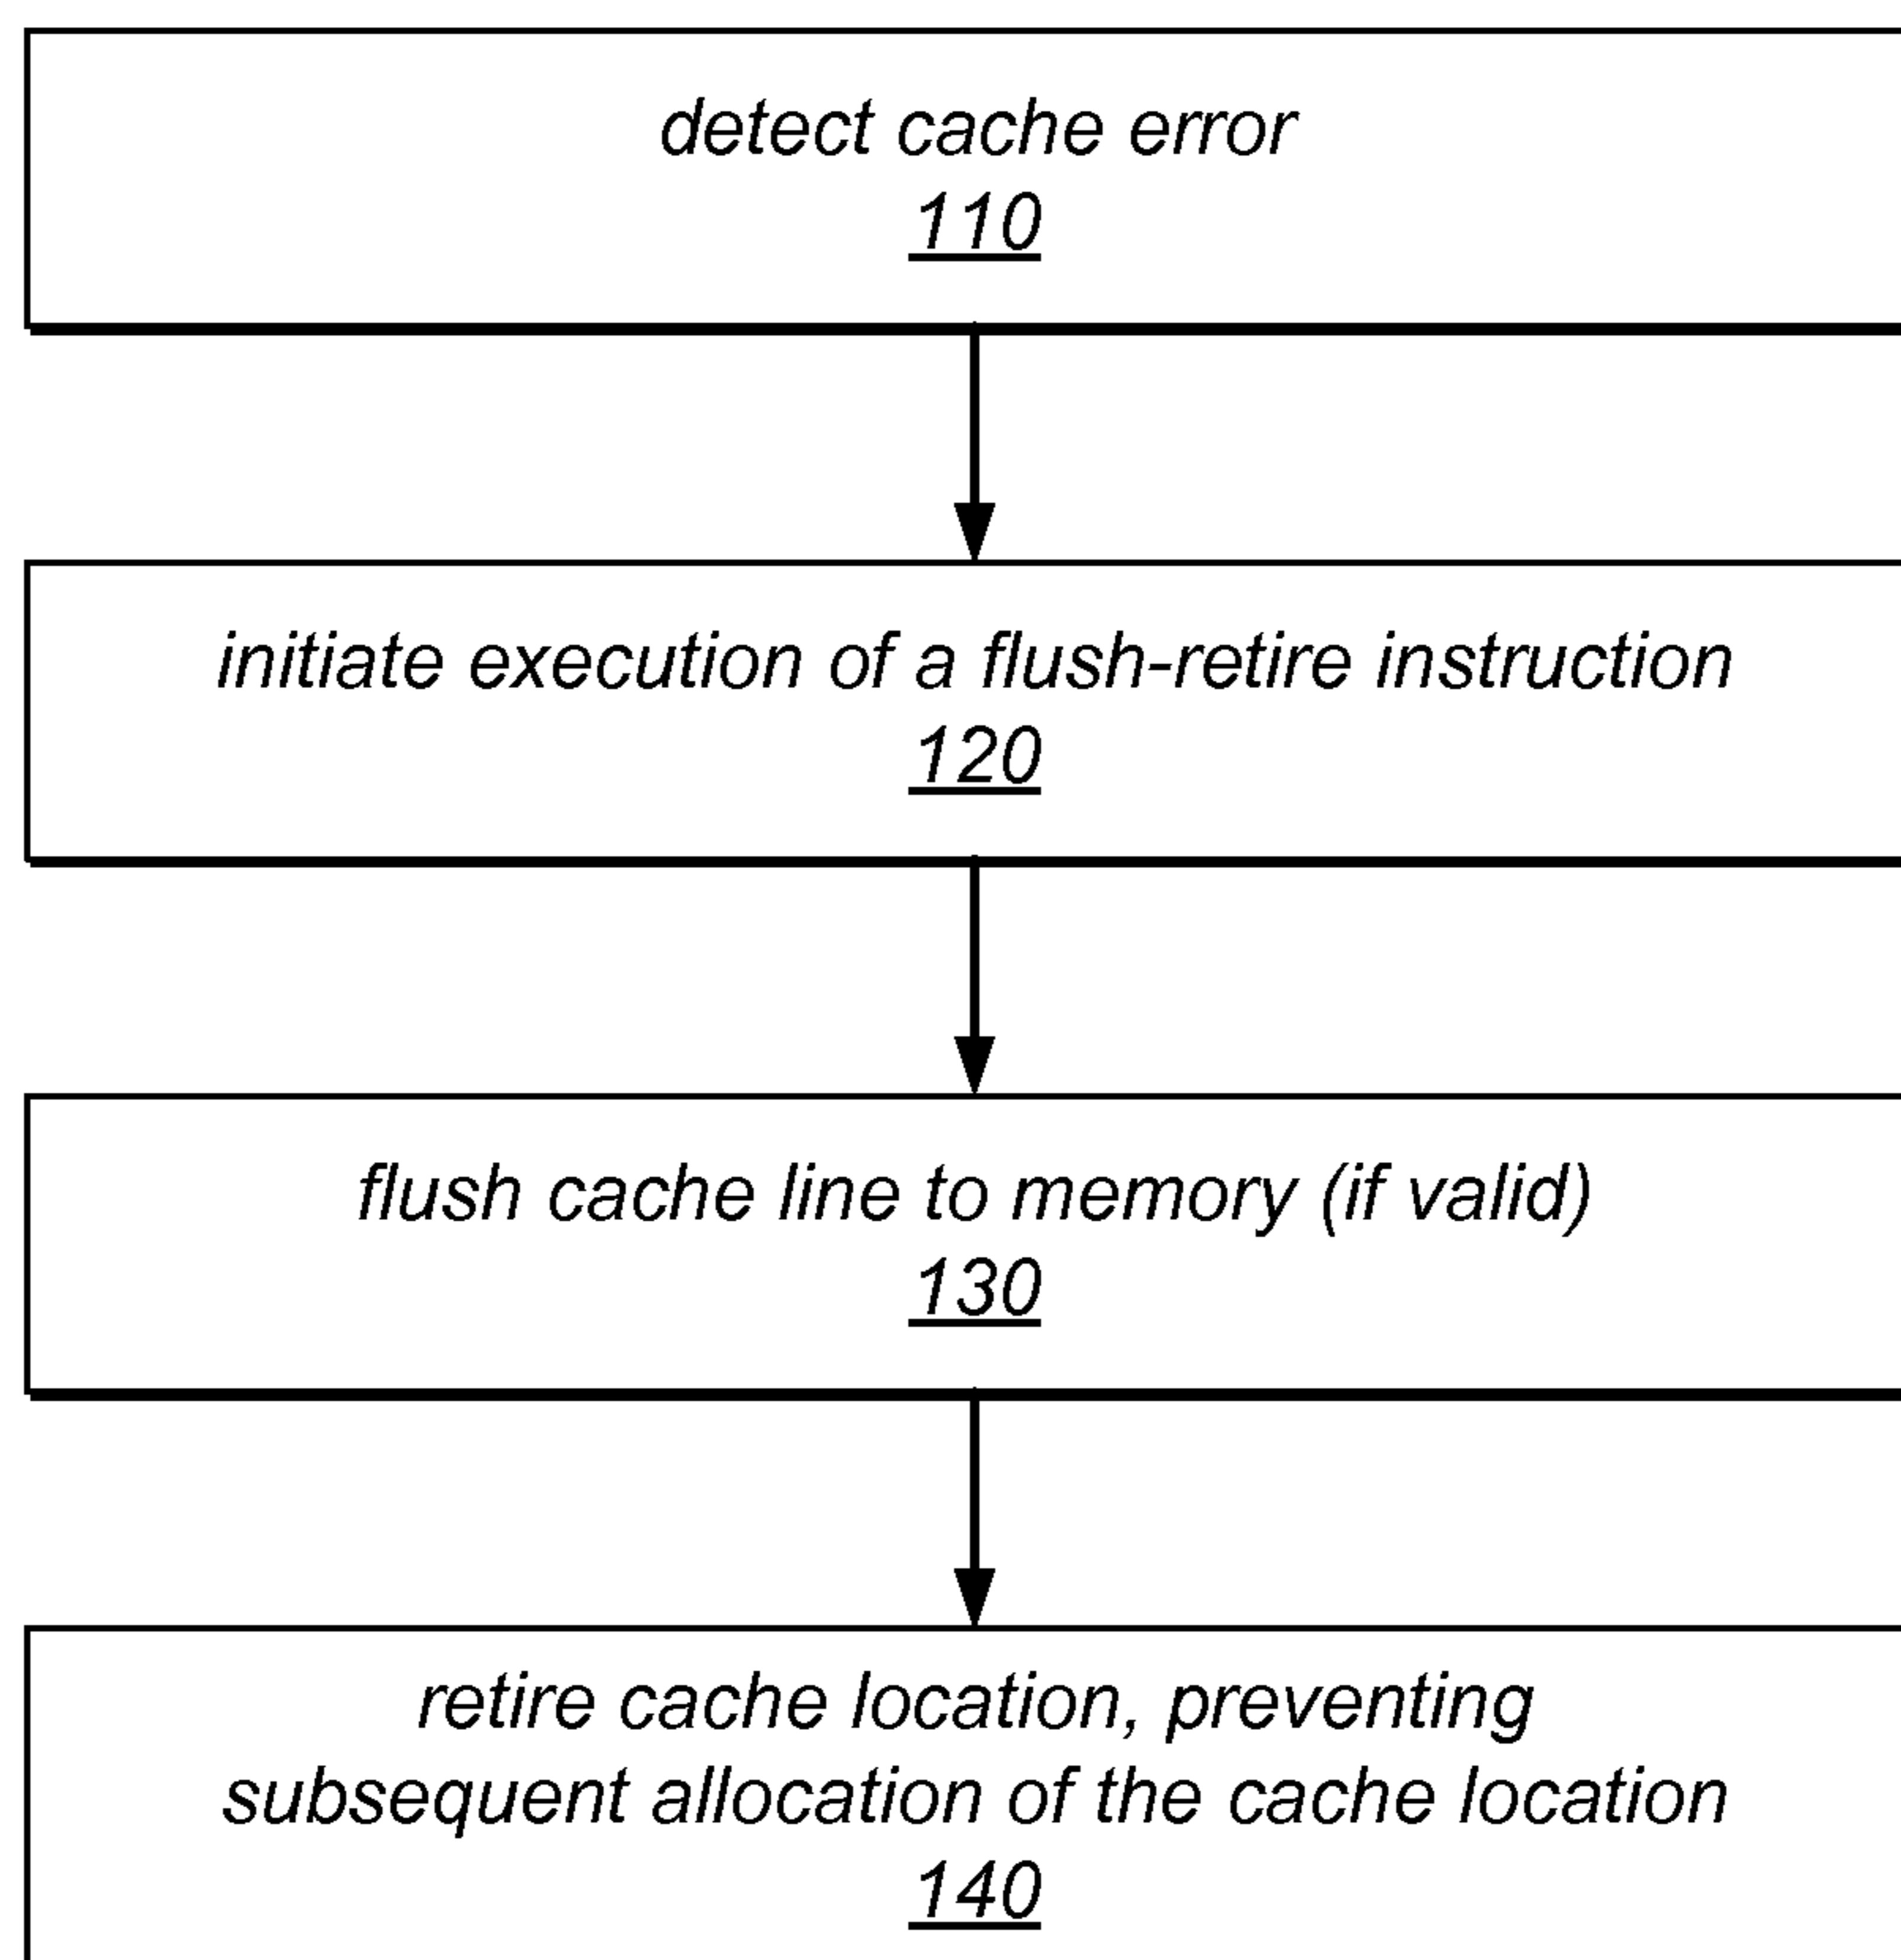 detect cache error
110
initiate execution of a flush-retire instruction
120
flush cache line to memory (if valid)
130
retire cache location, preventing
subsequent allocation of the cache location
140